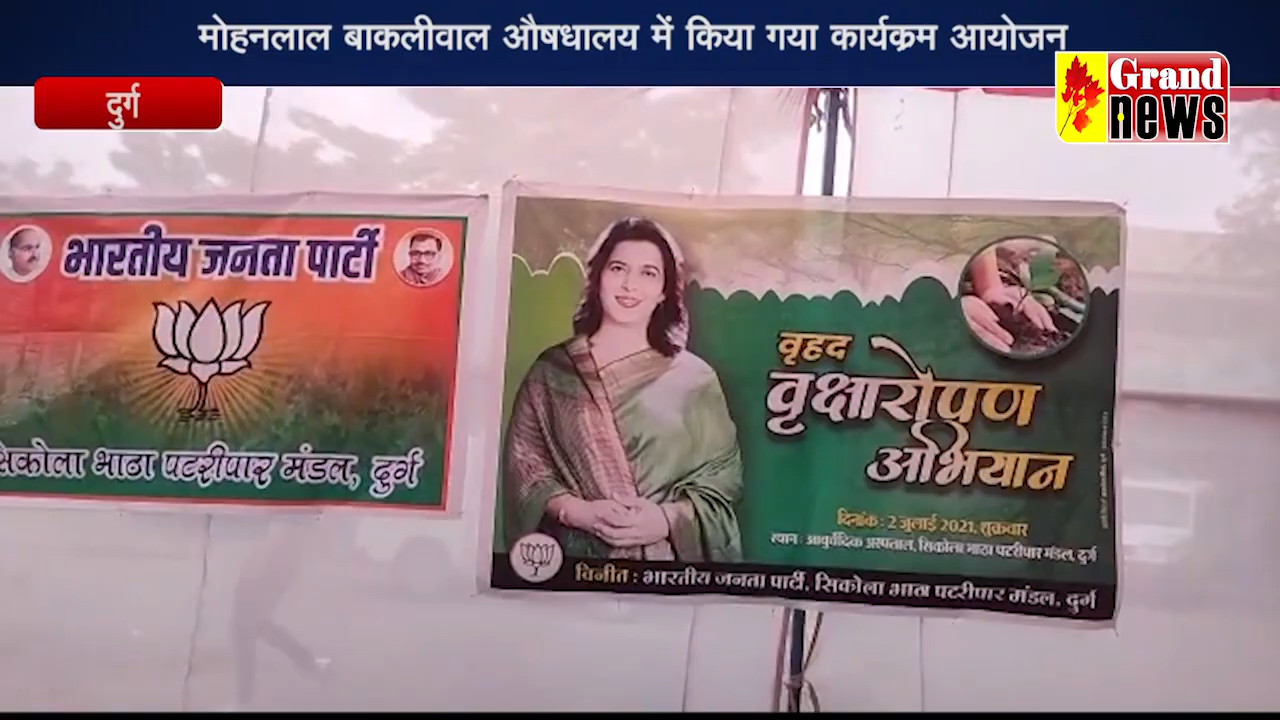 मोहनलाल बाकलीवाल औषधालय में किया गया कार्यक्रम आयोजन
दुर्ग
Grand
news
भारतीय जनता पार्टी
सिकोला भाठा पटरीपार मंडल, दुर्ग
वृहद
वृक्षारोपण
अभियान
दिनांक : 2 जुलाई 2021, शुक्रवार
स्थान : आयुर्वेदिक अस्पताल, सिकोला भाठा पटरीपार मंडल, दुर्ग
विनीत : भारतीय जनता पार्टी, सिकोला भाठा पटरीपार मंडल, दुर्ग